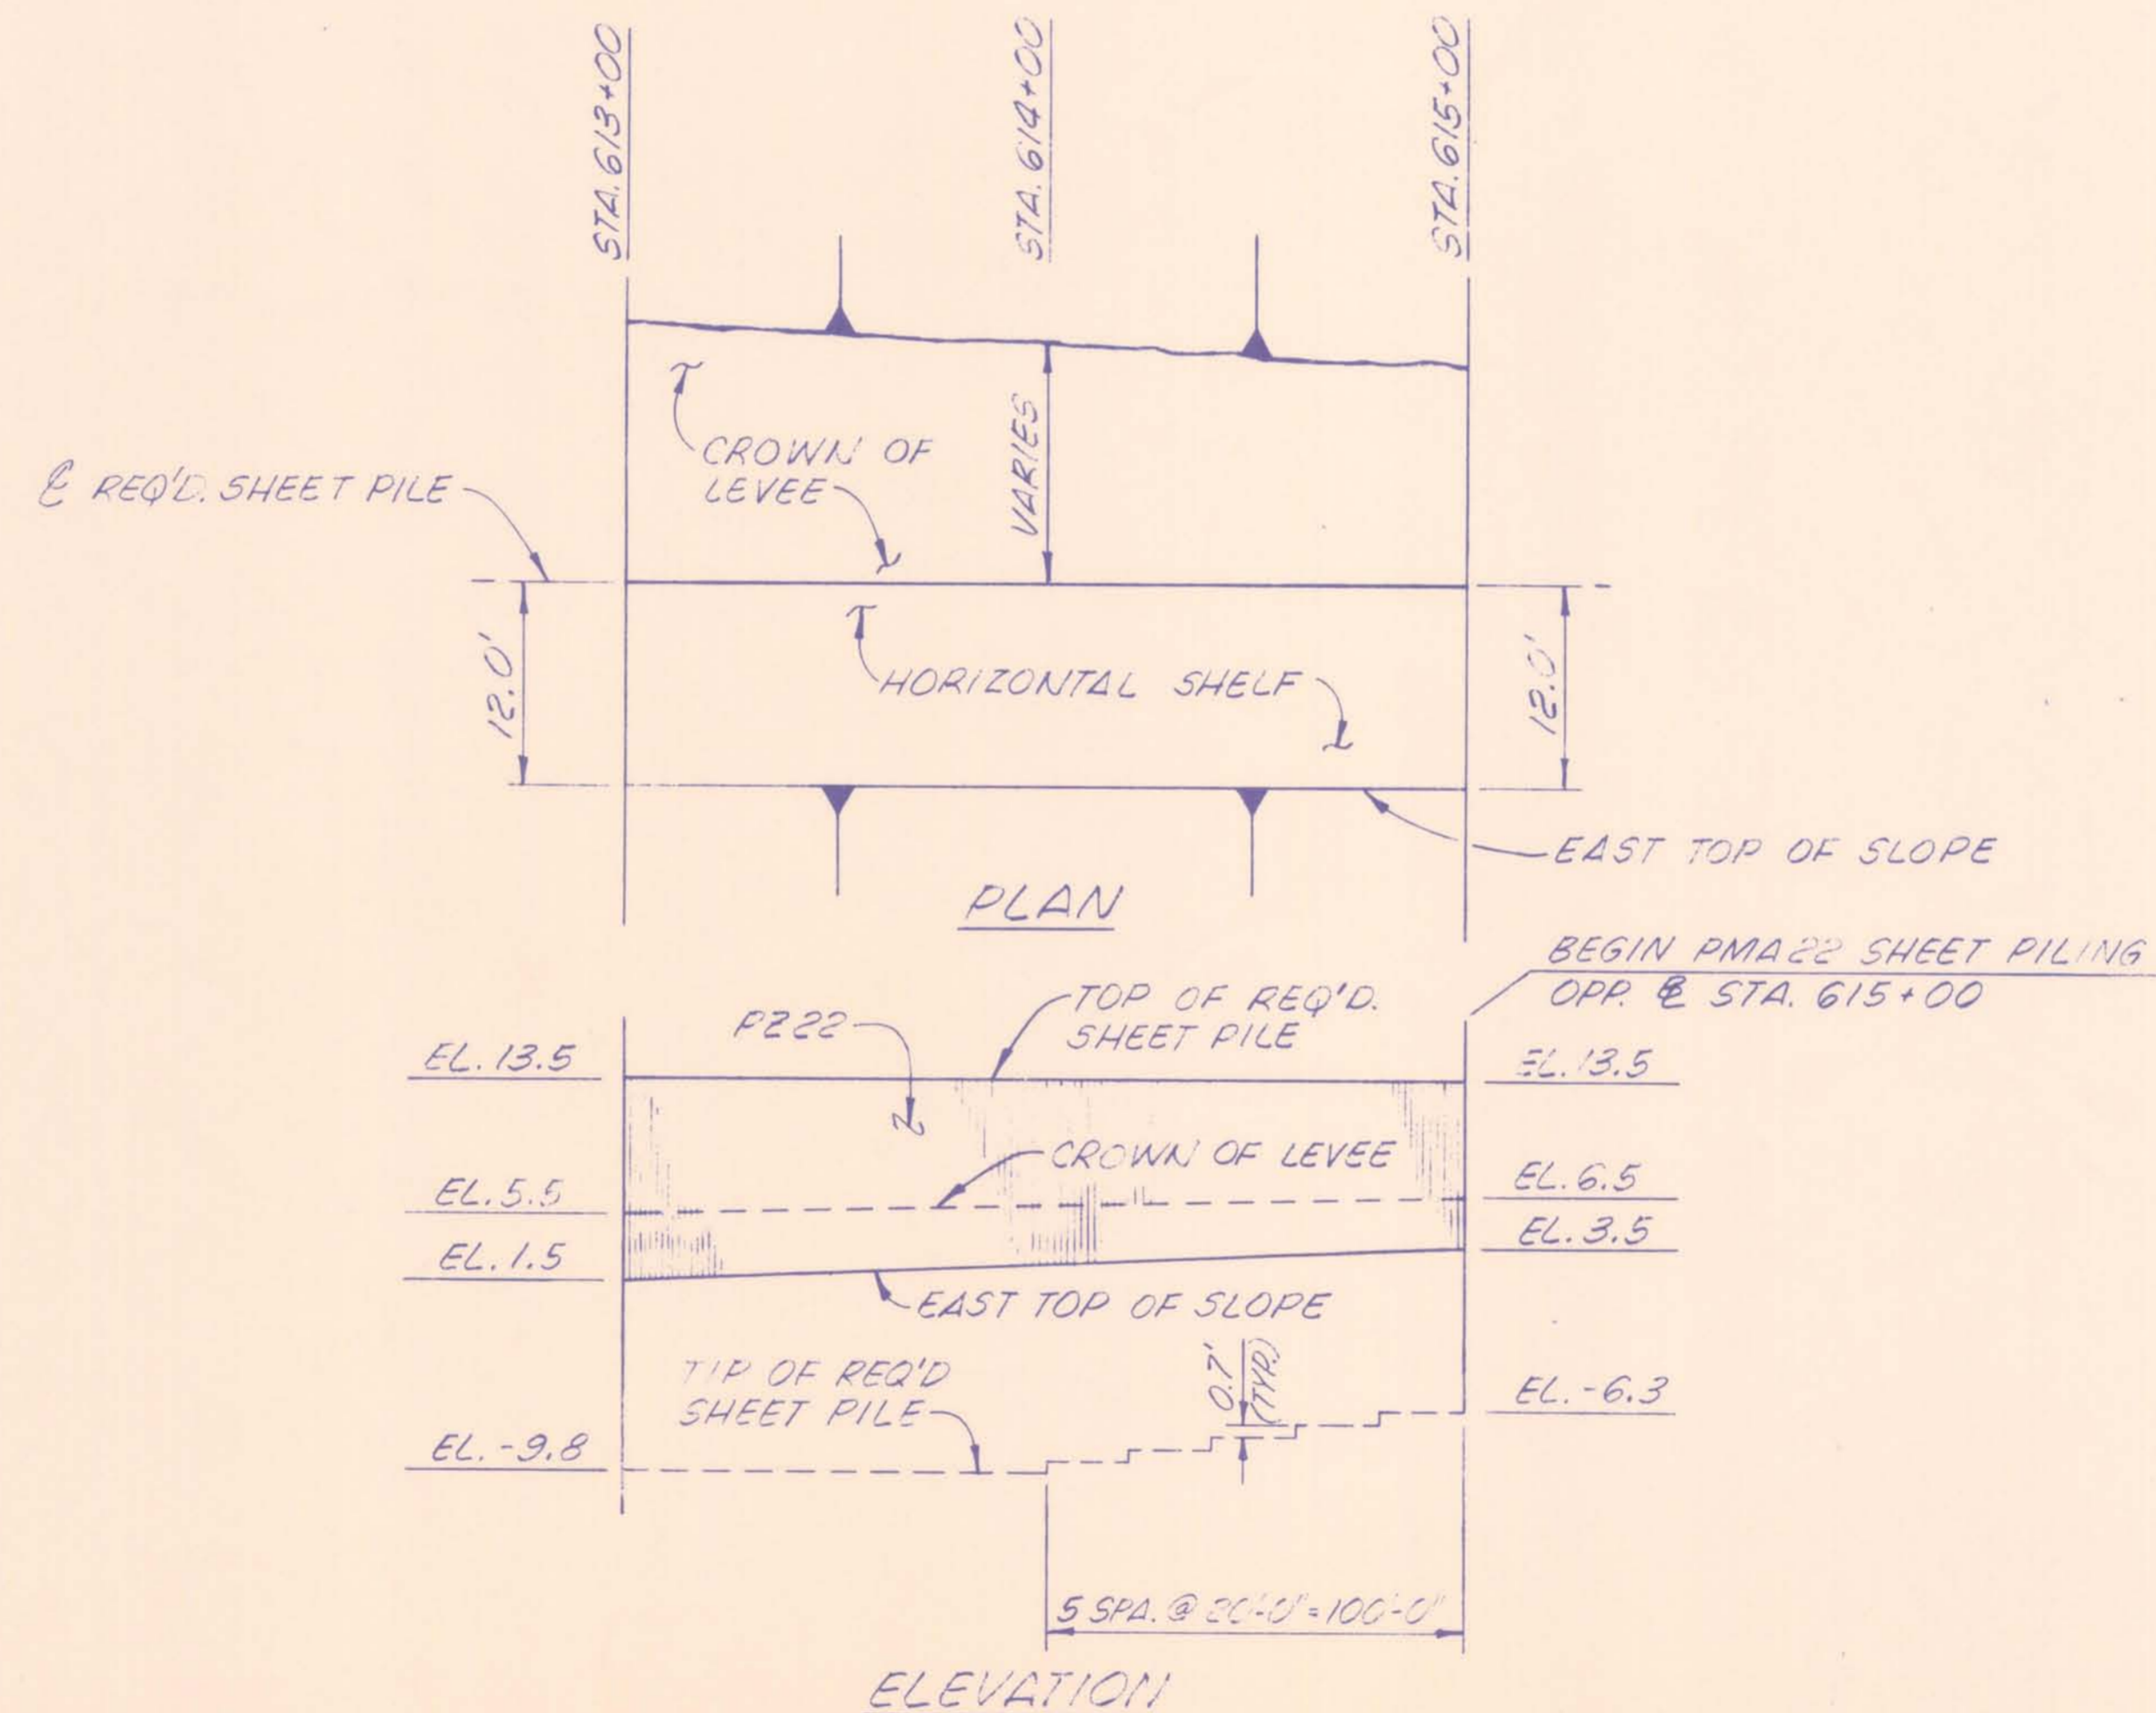 STA. 613+00
STA. 614+00
STA. 615+00
CROWN OF
LEVEE
VARIES
℄ REQ'D. SHEET PILE
12.0'
12.0'
HORIZONTAL SHELF
EAST TOP OF SLOPE
PLAN
BEGIN PMA22 SHEET PILING
OPP. ℄ STA. 615+00
TOP OF REQ'D.
SHEET PILE
PZ22
EL. 13.5
EL. 13.5
CROWN OF LEVEE
EL. 5.5
EL. 6.5
EL. 1.5
EL. 3.5
EAST TOP OF SLOPE
TIP OF REQ'D
SHEET PILE
0.7'
(TYP.)
EL. -6.3
EL. -9.8
5 SPA. @ 20'-0" = 100'-0"
ELEVATION